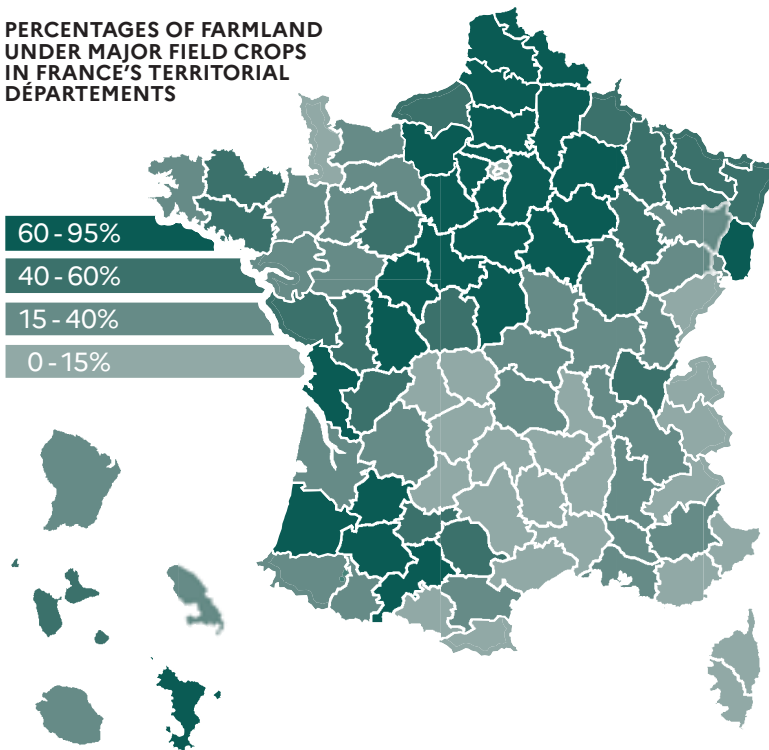 PERCENTAGES OF FARMLAND
UNDER MAJOR FIELD CROPS
IN FRANCE’S TERRITORIAL
DÉPARTEMENTS
60 - 95%
40 - 60%
15 - 40%
0 - 15%